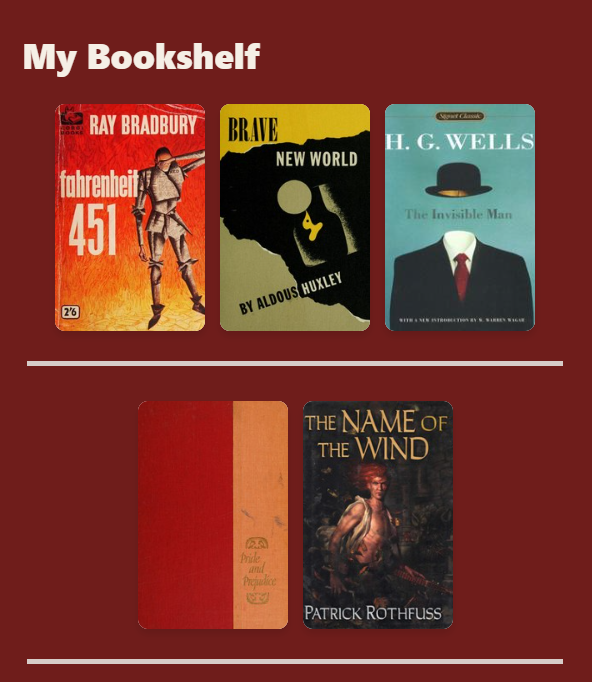 My Bookshelf
RAY BRADBURY
fahrenheit
451
2'6
BRAVE
NEW WORLD
BY ALDOUS HUXLEY
Signet Classic
H. G. WELLS
The Invisible Man
WITH A NEW INTRODUCTION BY W. WARREN WAGAR
Pride
and
Prejudice
THE NAME OF
THE WIND
PATRICK ROTHFUSS